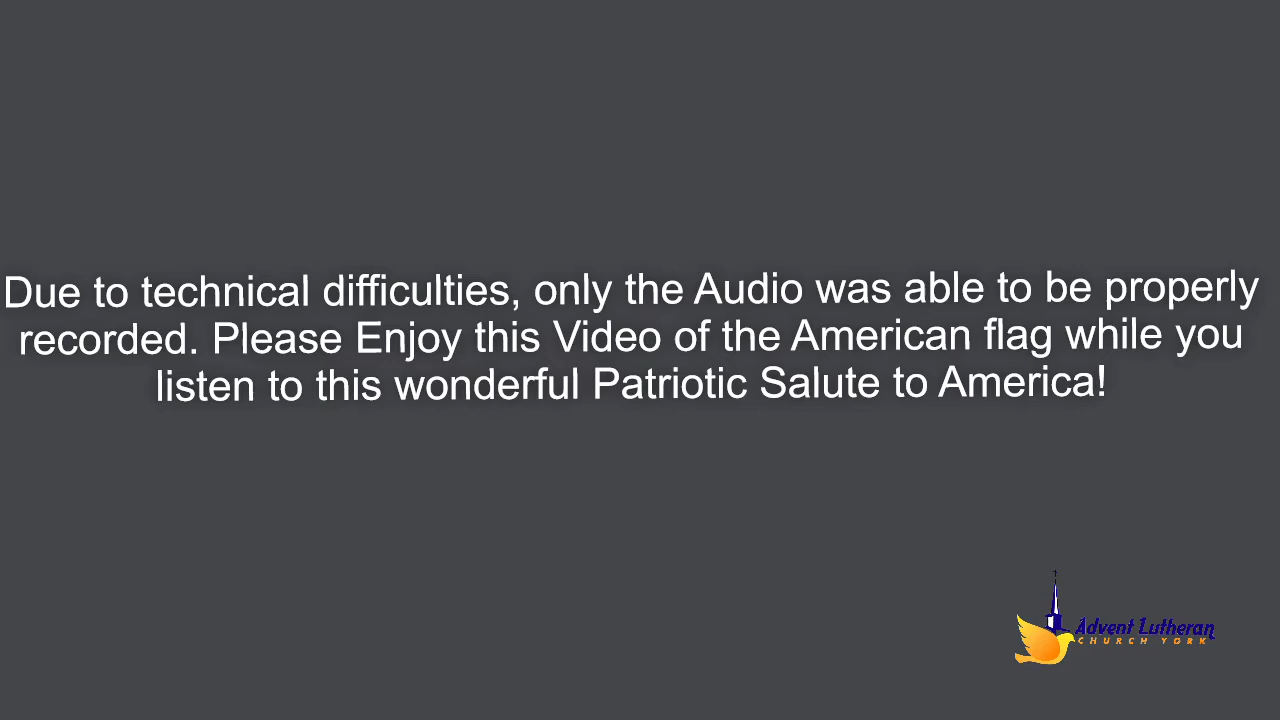 Due to technical difficulties, only the Audio was able to be properly
recorded. Please Enjoy this Video of the American flag while you
listen to this wonderful Patriotic Salute to America!
Advent Lutheran
CHURCH YORK